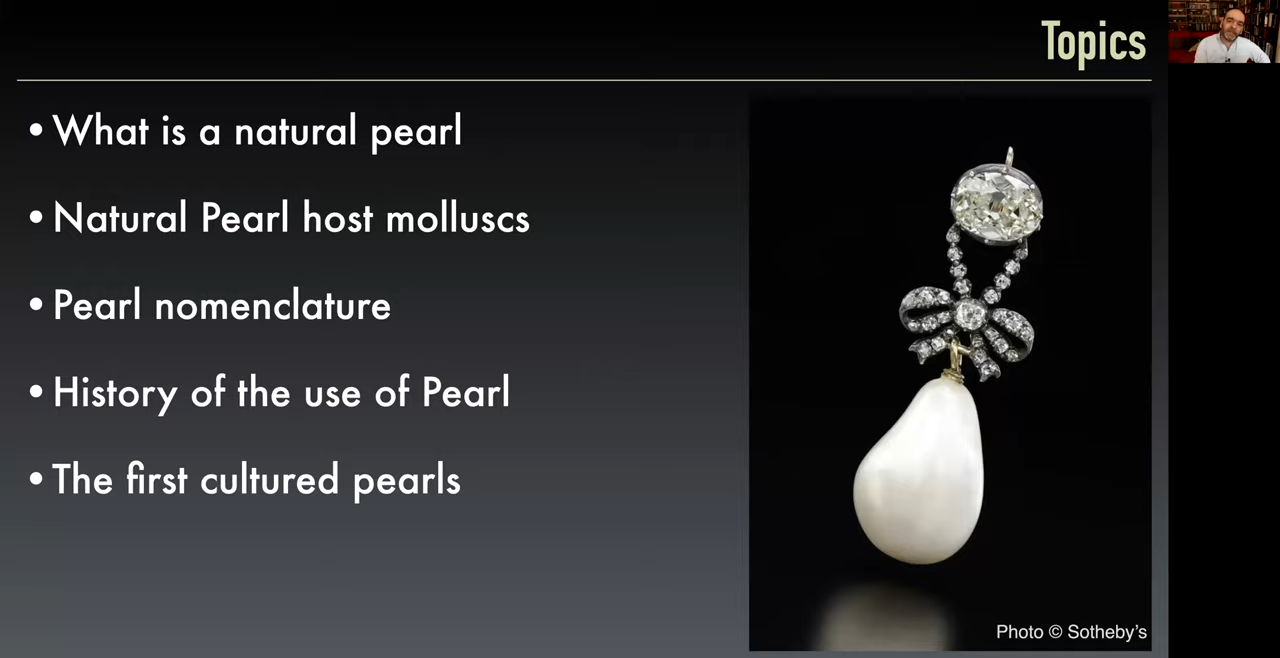 Topics
•What is a natural pearl
•Natural Pearl host molluscs
•Pearl nomenclature
•History of the use of Pearl
•The first cultured pearls
Photo © Sotheby's